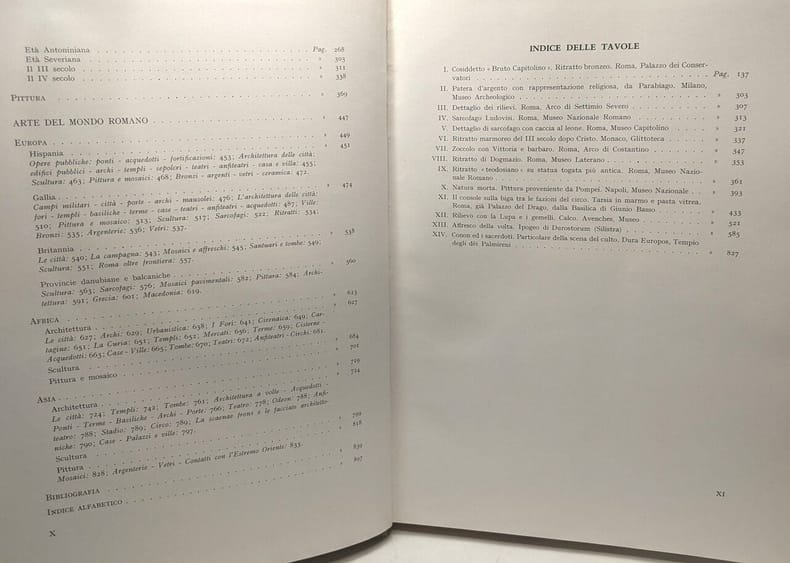 Età Antoniniana . . . Pag. 268
Età Severiana . . . » 303
Il III secolo . . . » 311
Il IV secolo . . . » 338
PITTURA . . . » 369
ARTE DEL MONDO ROMANO . . . » 447
EUROPA . . . » 449
Hispania . . . » 451
Opere pubbliche: ponti - acquedotti - fortificazioni: 453; Architettura delle città:
edifici pubblici - archi - templi - sepolcri - teatri - anfiteatri - casa e villa: 455;
Scultura: 463; Pittura e mosaico: 468; Bronzi - argenti - vetri - ceramica: 472.
Gallia . . . » 474
Campi militari - città - porte - archi - mausolei: 476; L'architettura delle città:
fori - templi - basiliche - terme - case - teatri - anfiteatri - acquedotti: 487; Ville:
510; Pittura e mosaico: 513; Scultura: 517; Sarcofagi: 522; Ritratti: 534;
Bronzi: 535; Argenterie: 536; Vetri: 537.
Britannia . . . » 538
Le città: 540; La campagna: 543; Mosaici e affreschi: 545; Santuari e tombe: 549;
Scultura: 551; Roma oltre frontiera: 557.
Provincie danubiane e balcaniche . . . » 560
Scultura: 563; Sarcofagi: 576; Mosaici pavimentali: 582; Pittura: 584; Archi-
tettura: 591; Grecia: 601; Macedonia: 619.
AFRICA . . . » 623
Architettura . . . » 627
Le città: 627; Archi: 629; Urbanistica: 638; I Fori: 641; Cirenaica: 649; Car-
tagine: 651; La Curia: 651; Templi: 652; Mercati: 656; Terme: 659; Cisterne -
Acquedotti: 663; Case - Ville: 665; Tombe: 670; Teatri: 672; Anfiteatri - Circhi: 681.
Scultura . . . » 684
Pittura e mosaico . . . » 701
ASIA . . . » 719
Architettura . . . » 724
Le città: 724; Templi: 742; Tombe: 761; Architettura a volte - Acquedotti -
Ponti - Terme - Basiliche - Archi - Porte: 766; Teatro: 778; Odeon: 788; Anfi-
teatro: 788; Stadio: 789; Circo: 789; La scaenae frons e le facciate architetto-
niche: 790; Case - Palazzi e ville: 797.
Scultura . . . » 799
Pittura . . . » 818
Mosaici: 828; Argenterie - Vetri - Contatti con l'Estremo Oriente: 833.
BIBLIOGRAFIA . . . » 839
INDICE ALFABETICO . . . » 897
X
INDICE DELLE TAVOLE
I. Cosiddetto « Bruto Capitolino ». Ritratto bronzeo. Roma, Palazzo dei Conser-
vatori . . . Pag. 137
II. Patera d'argento con rappresentazione religiosa, da Parabiago. Milano,
Museo Archeologico . . . » 303
III. Dettaglio dei rilievi. Roma, Arco di Settimio Severo . . . » 307
IV. Sarcofago Ludovisi. Roma, Museo Nazionale Romano . . . » 313
V. Dettaglio di sarcofago con caccia al leone. Roma, Museo Capitolino . . . » 321
VI. Ritratto marmoreo del III secolo dopo Cristo. Monaco, Glittoteca . . . » 337
VII. Zoccolo con Vittoria e barbaro. Roma, Arco di Costantino . . . » 347
VIII. Ritratto di Dogmazio. Roma, Museo Laterano . . . » 353
IX. Ritratto « teodosiano » su statua togata più antica. Roma, Museo Nazio-
nale Romano . . . » 361
X. Natura morta. Pittura proveniente da Pompei. Napoli, Museo Nazionale . . . » 393
XI. Il console sulla biga tra le fazioni del circo. Tarsia in marmo e pasta vitrea.
Roma, già Palazzo del Drago, dalla Basilica di Giunio Basso . . . » 433
XII. Rilievo con la Lupa e i gemelli. Calco. Avenches, Museo . . . » 521
XIII. Affresco della volta. Ipogeo di Durostorum (Silistra) . . . » 585
XIV. Conon ed i sacerdoti. Particolare della scena del culto. Dura Europos, Tempio
degli dèi Palmireni . . . » 827
XI